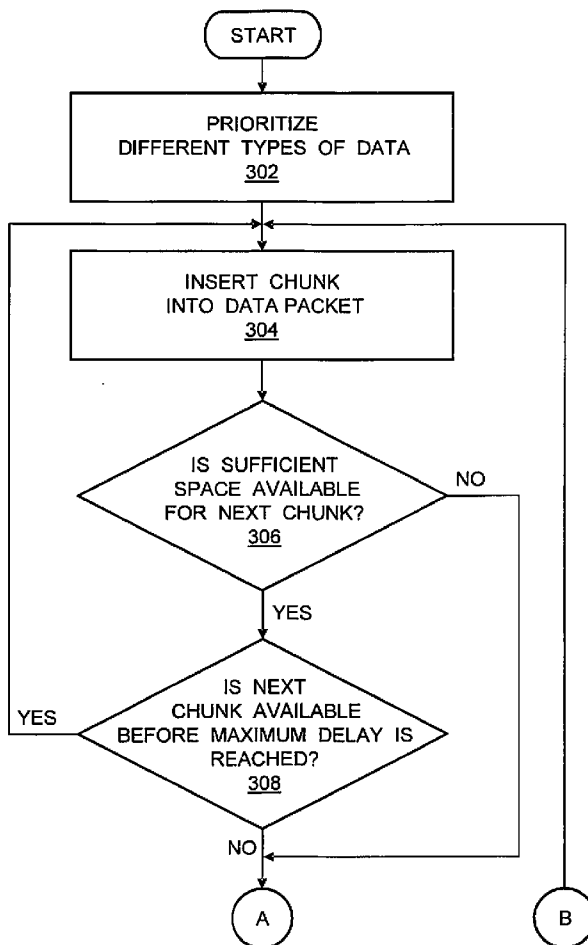 START
PRIORITIZE
DIFFERENT TYPES OF DATA
302
INSERT CHUNK
INTO DATA PACKET
304
IS SUFFICIENT
SPACE AVAILABLE
FOR NEXT CHUNK?
306
NO
YES
IS NEXT
CHUNK AVAILABLE
BEFORE MAXIMUM DELAY IS
REACHED?
308
YES
NO
A
B